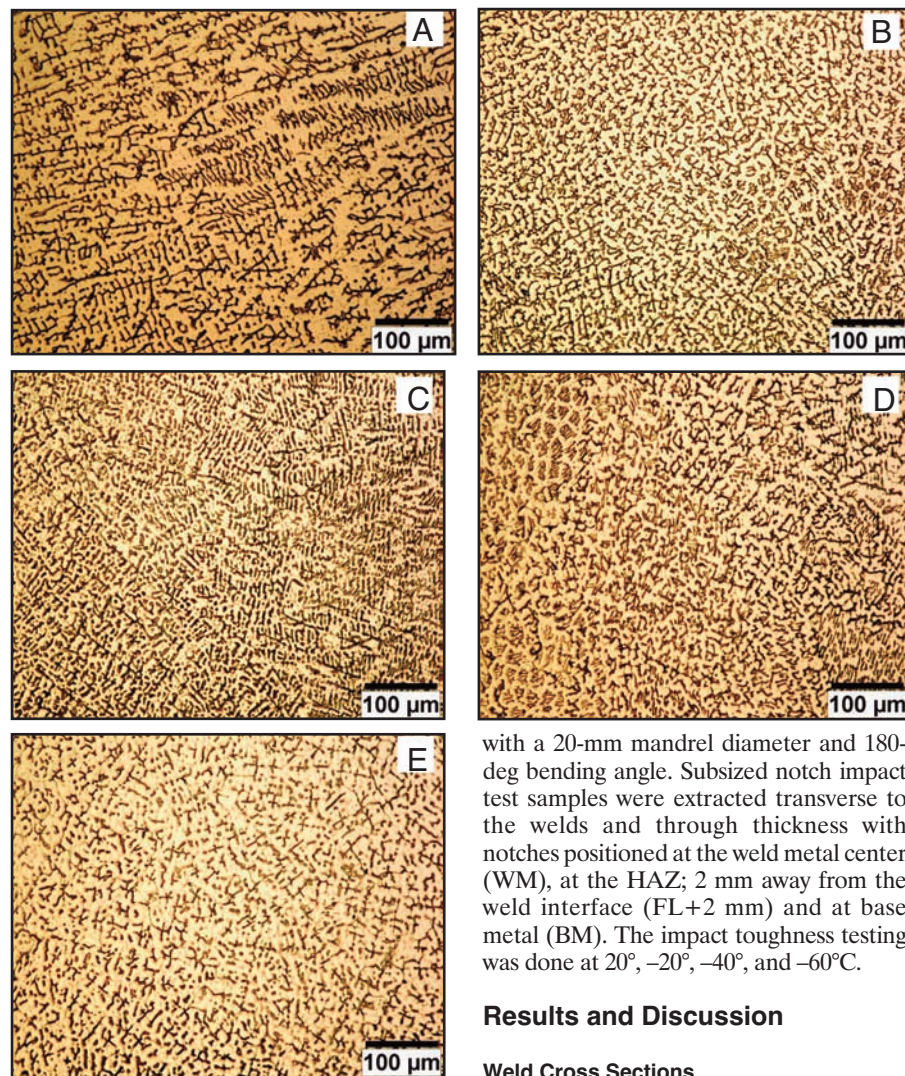 A
100 µm
B
100 µm
C
100 µm
D
100 µm
E
100 µm
with a 20-mm mandrel diameter and 180-
deg bending angle. Subsized notch impact
test samples were extracted transverse to
the welds and through thickness with
notches positioned at the weld metal center
(WM), at the HAZ; 2 mm away from the
weld interface (FL+2 mm) and at base
metal (BM). The impact toughness testing
was done at 20°, –20°, –40°, and –60°C.
Results and Discussion
Weld Cross Sections